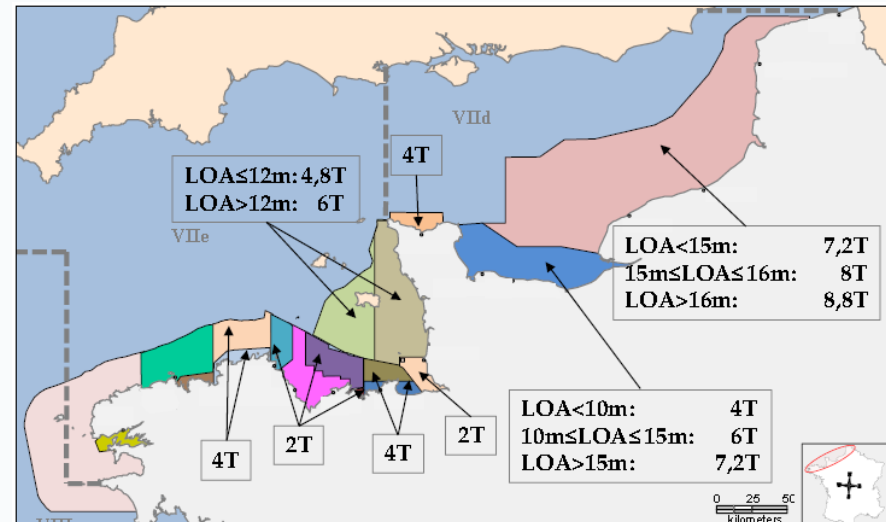 VIId
4T
LOA≤12m: 4,8T
LOA>12m: 6T
VIIe
LOA<15m: 7,2T
15m≤LOA≤16m: 8T
LOA>16m: 8,8T
LOA<10m: 4T
10m≤LOA≤15m: 6T
LOA>15m: 7,2T
4T
2T
4T
2T
0 25 50
kilometers